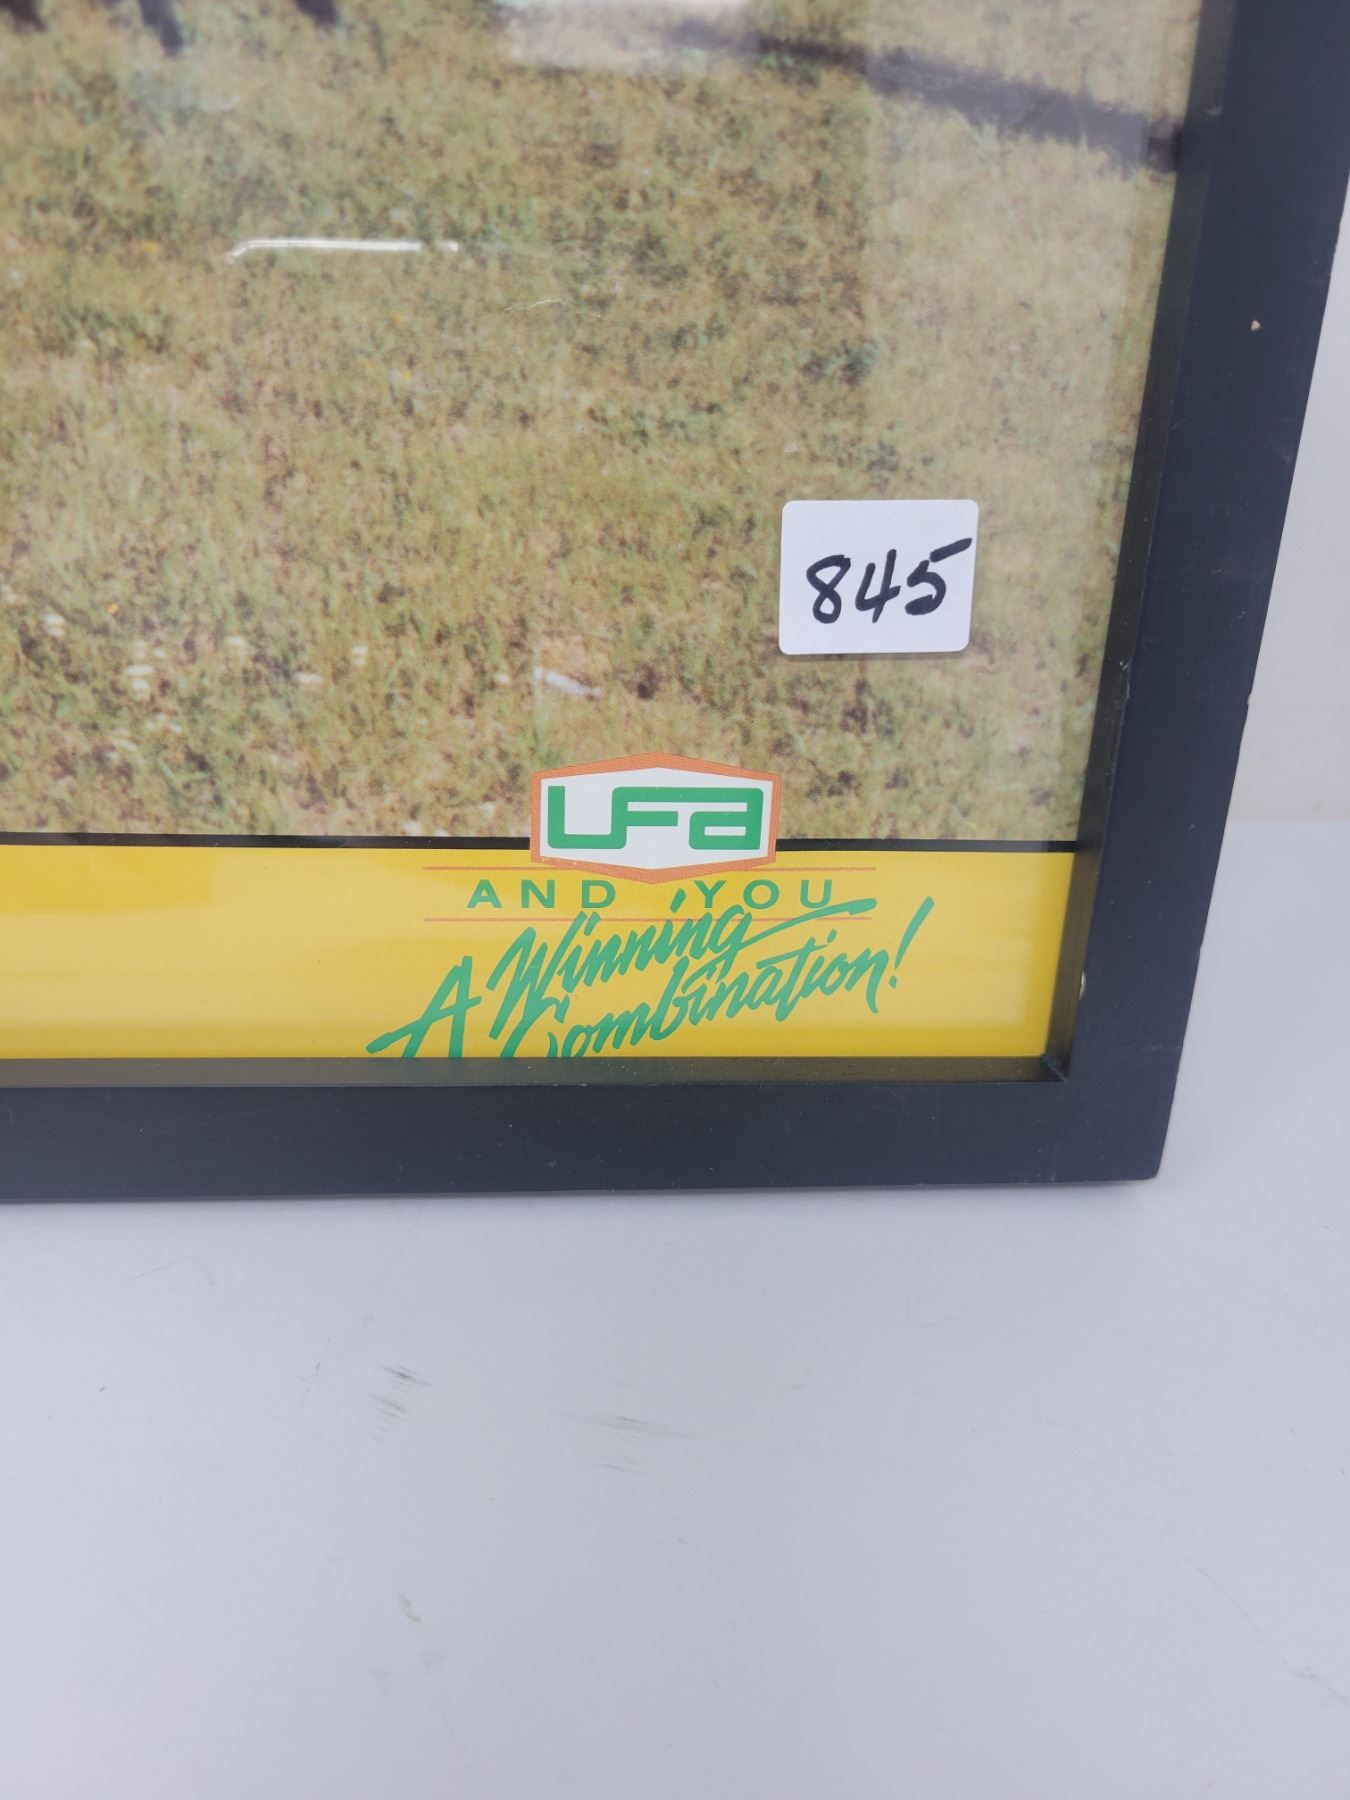 845
UFA
AND YOU
A Winning
Combination!